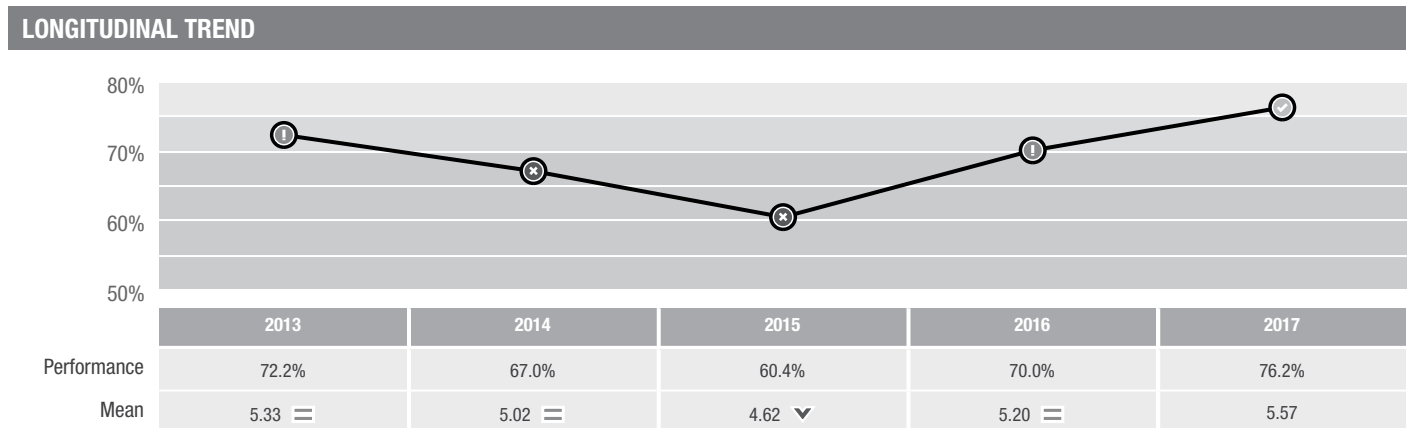 LONGITUDINAL TREND
80%
70%
60%
50%
2013 2014 2015 2016 2017
Performance 72.2% 67.0% 60.4% 70.0% 76.2%
Mean 5.33 5.02 4.62 5.20 5.57